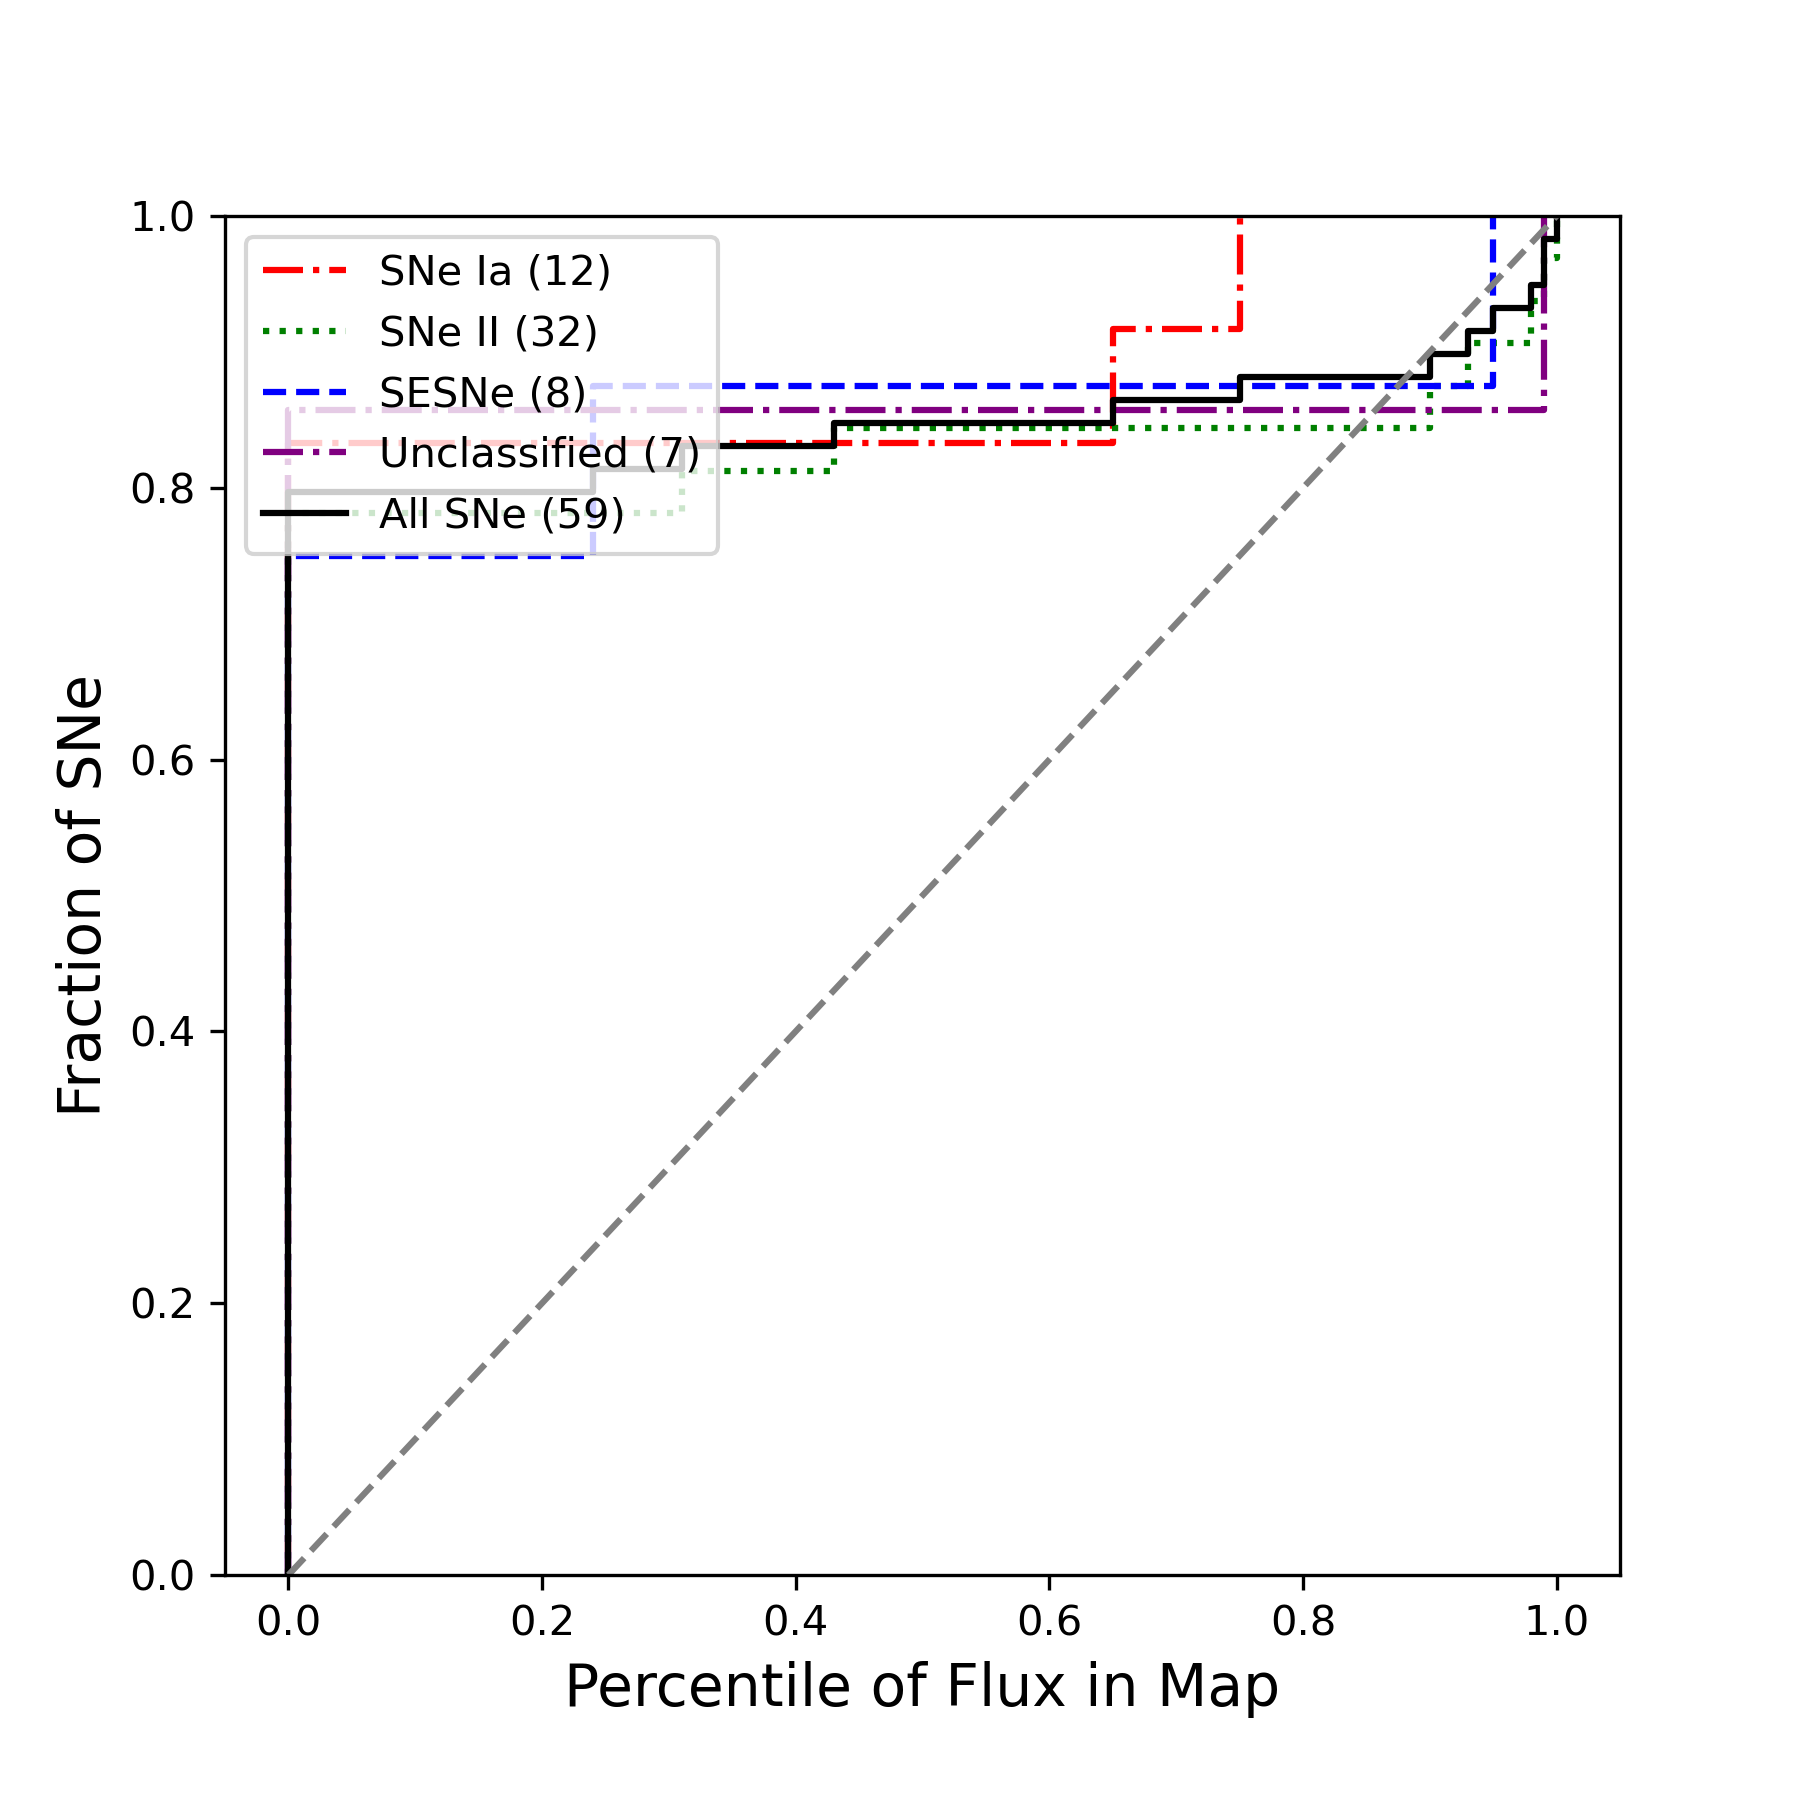 SNe Ia (12)
SNe II (32)
SESNe (8)
Unclassified (7)
All SNe (59)
1.0
0.8
0.6
0.4
0.2
0.0
Fraction of SNe
0.0 0.2 0.4 0.6 0.8 1.0
Percentile of Flux in Map